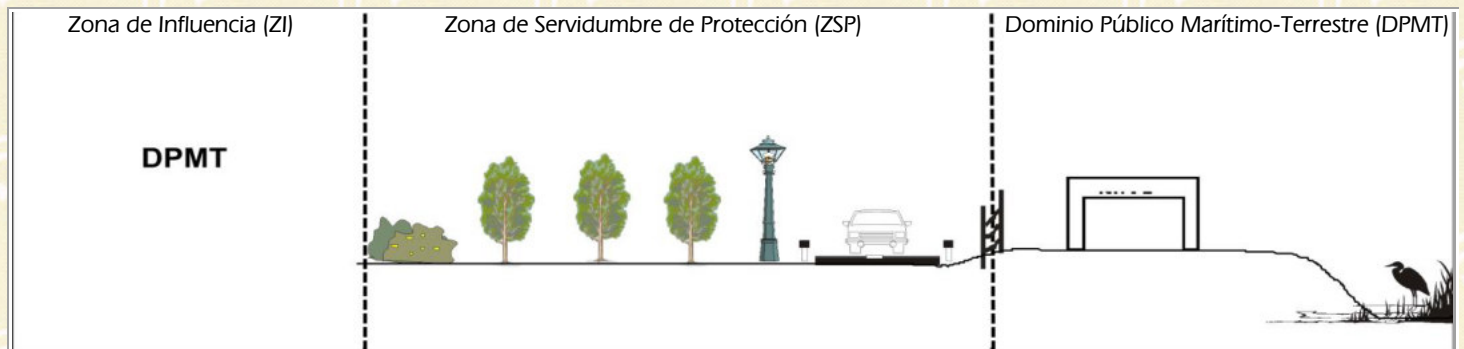 Zona de Influencia (ZI)
Zona de Servidumbre de Protección (ZSP)
Dominio Público Marítimo-Terrestre (DPMT)
DPMT